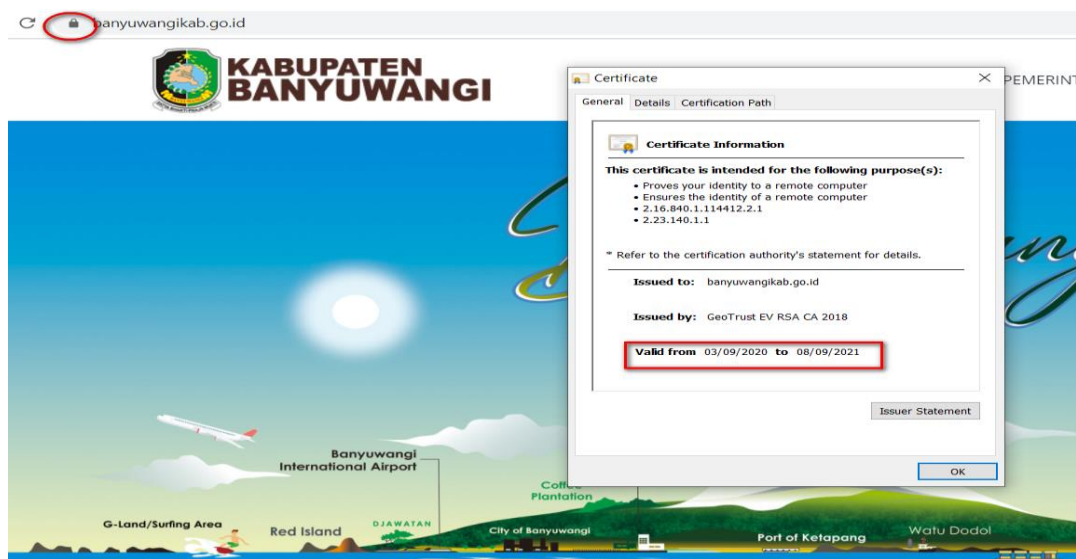 banyuwangikab.go.id
KABUPATEN
BANYUWANGI
PEMERINT
Certificate
General Details Certification Path
Certificate Information
This certificate is intended for the following purpose(s):
• Proves your identity to a remote computer
• Ensures the identity of a remote computer
• 2.16.840.1.114412.2.1
• 2.23.140.1.1
* Refer to the certification authority's statement for details.
Issued to: banyuwangikab.go.id
Issued by: GeoTrust EV RSA CA 2018
Valid from 03/09/2020 to 08/09/2021
Issuer Statement
OK
Banyuwangi
International Airport
Plantation
G-Land/Surfing Area
Red Island
DJAWATAN
City of Banyuwangi
Port of Ketapang
Watu Dodol